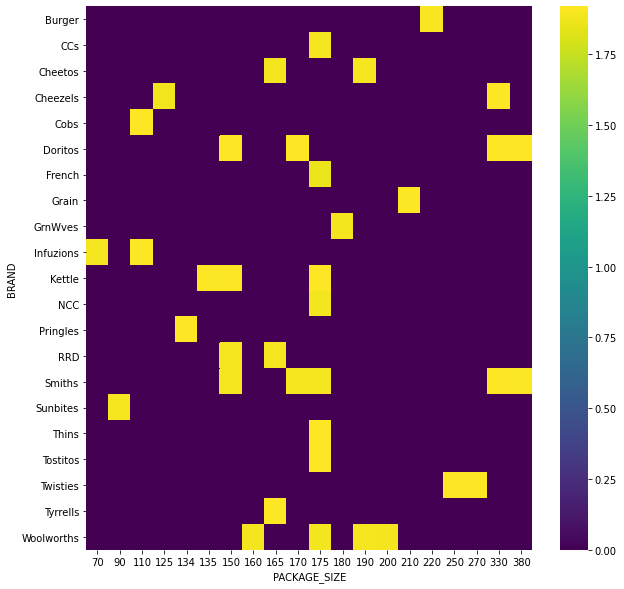 BRAND
Burger
CCs
Cheetos
Cheezels
Cobs
Doritos
French
Grain
GrnWves
Infuzions
Kettle
NCC
Pringles
RRD
Smiths
Sunbites
Thins
Tostitos
Twisties
Tyrrells
Woolworths
70 90 110 125 134 135 150 160 165 170 175 180 190 200 210 220 250 270 330 380
PACKAGE_SIZE
1.75
1.50
1.25
1.00
0.75
0.50
0.25
0.00